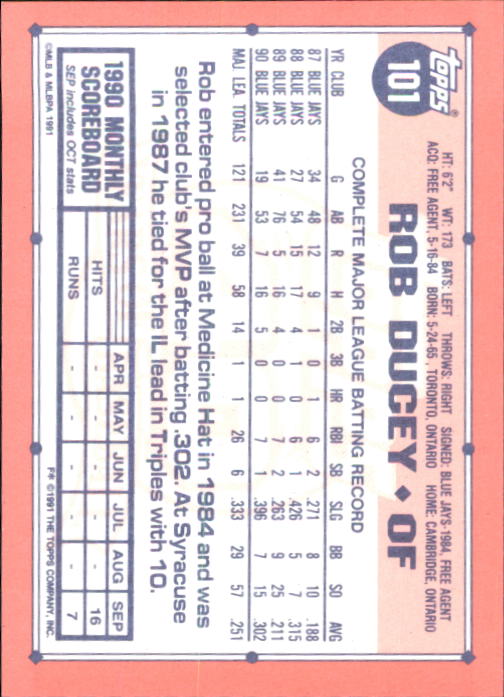 topps®
101
HT: 6'2" WT: 173 BATS: LEFT THROWS: RIGHT SIGNED: BLUE JAYS-1984, FREE AGENT
ACQ: FREE AGENT, 5-16-84 BORN: 5-24-65, TORONTO, ONTARIO HOME: CAMBRIDGE, ONTARIO
ROB DUCEY ◆ OF
COMPLETE MAJOR LEAGUE BATTING RECORD
YR CLUB G AB R H 2B 3B HR RBI SB SLG BB SO AVG
87 BLUE JAYS 34 48 12 9 1 0 1 6 2 .271 8 10 .188
88 BLUE JAYS 27 54 15 17 4 1 0 6 1 .426 5 7 .315
89 BLUE JAYS 41 76 5 16 4 0 0 7 2 .263 9 25 .211
90 BLUE JAYS 19 53 7 16 5 0 0 7 1 .396 7 15 .302
MAJ. LEA. TOTALS 121 231 39 58 14 1 1 26 6 .333 29 57 .251
Rob entered pro ball at Medicine Hat in 1984 and was
selected club's MVP after batting .302. At Syracuse
in 1987 he tied for the IL lead in Triples with 10.
1990 MONTHLY
SCOREBOARD
SEP includes OCT stats
APR MAY JUN JUL AUG SEP
HITS - - - - - 16
RUNS - - - - - 7
©MLB & MLBPA 1991
F* ©1991 THE TOPPS COMPANY, INC.